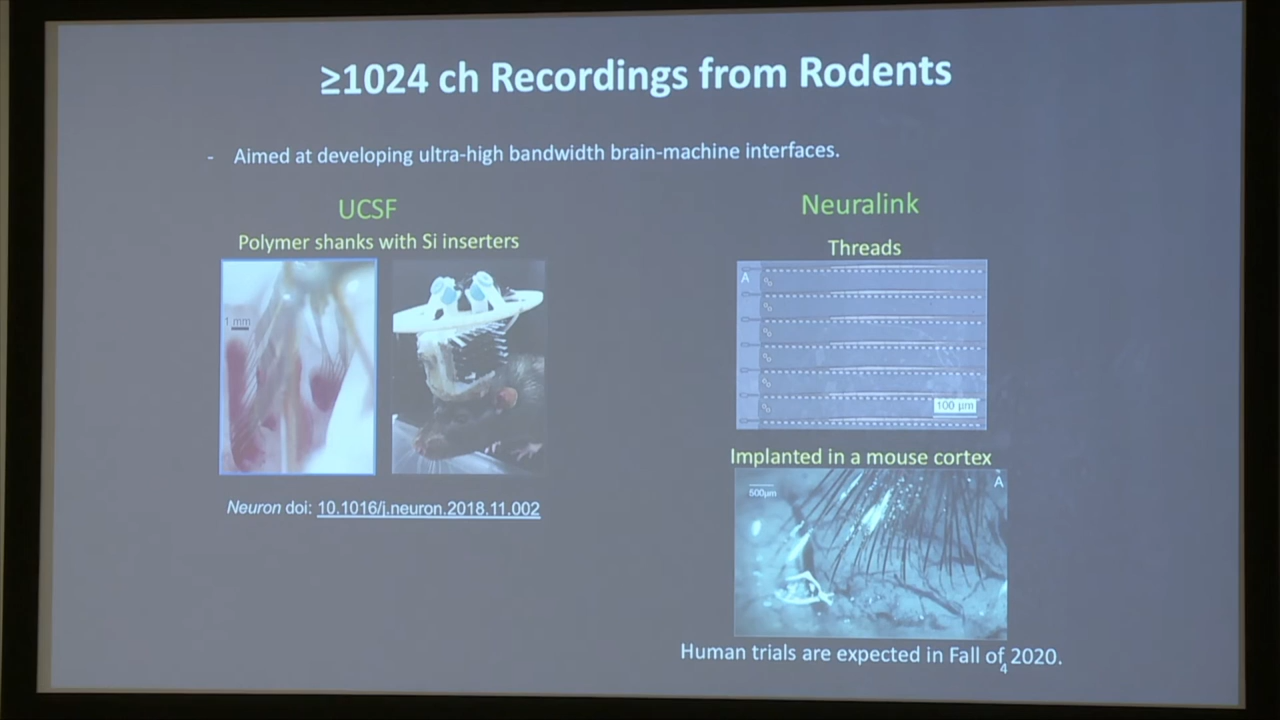 ≥1024 ch Recordings from Rodents
- Aimed at developing ultra-high bandwidth brain-machine interfaces.
UCSF
Polymer shanks with Si inserters
1 mm
Neuron doi: 10.1016/j.neuron.2018.11.002
Neuralink
Threads
A
100 μm
Implanted in a mouse cortex
500μm
A
Human trials are expected in Fall of 2020.
4